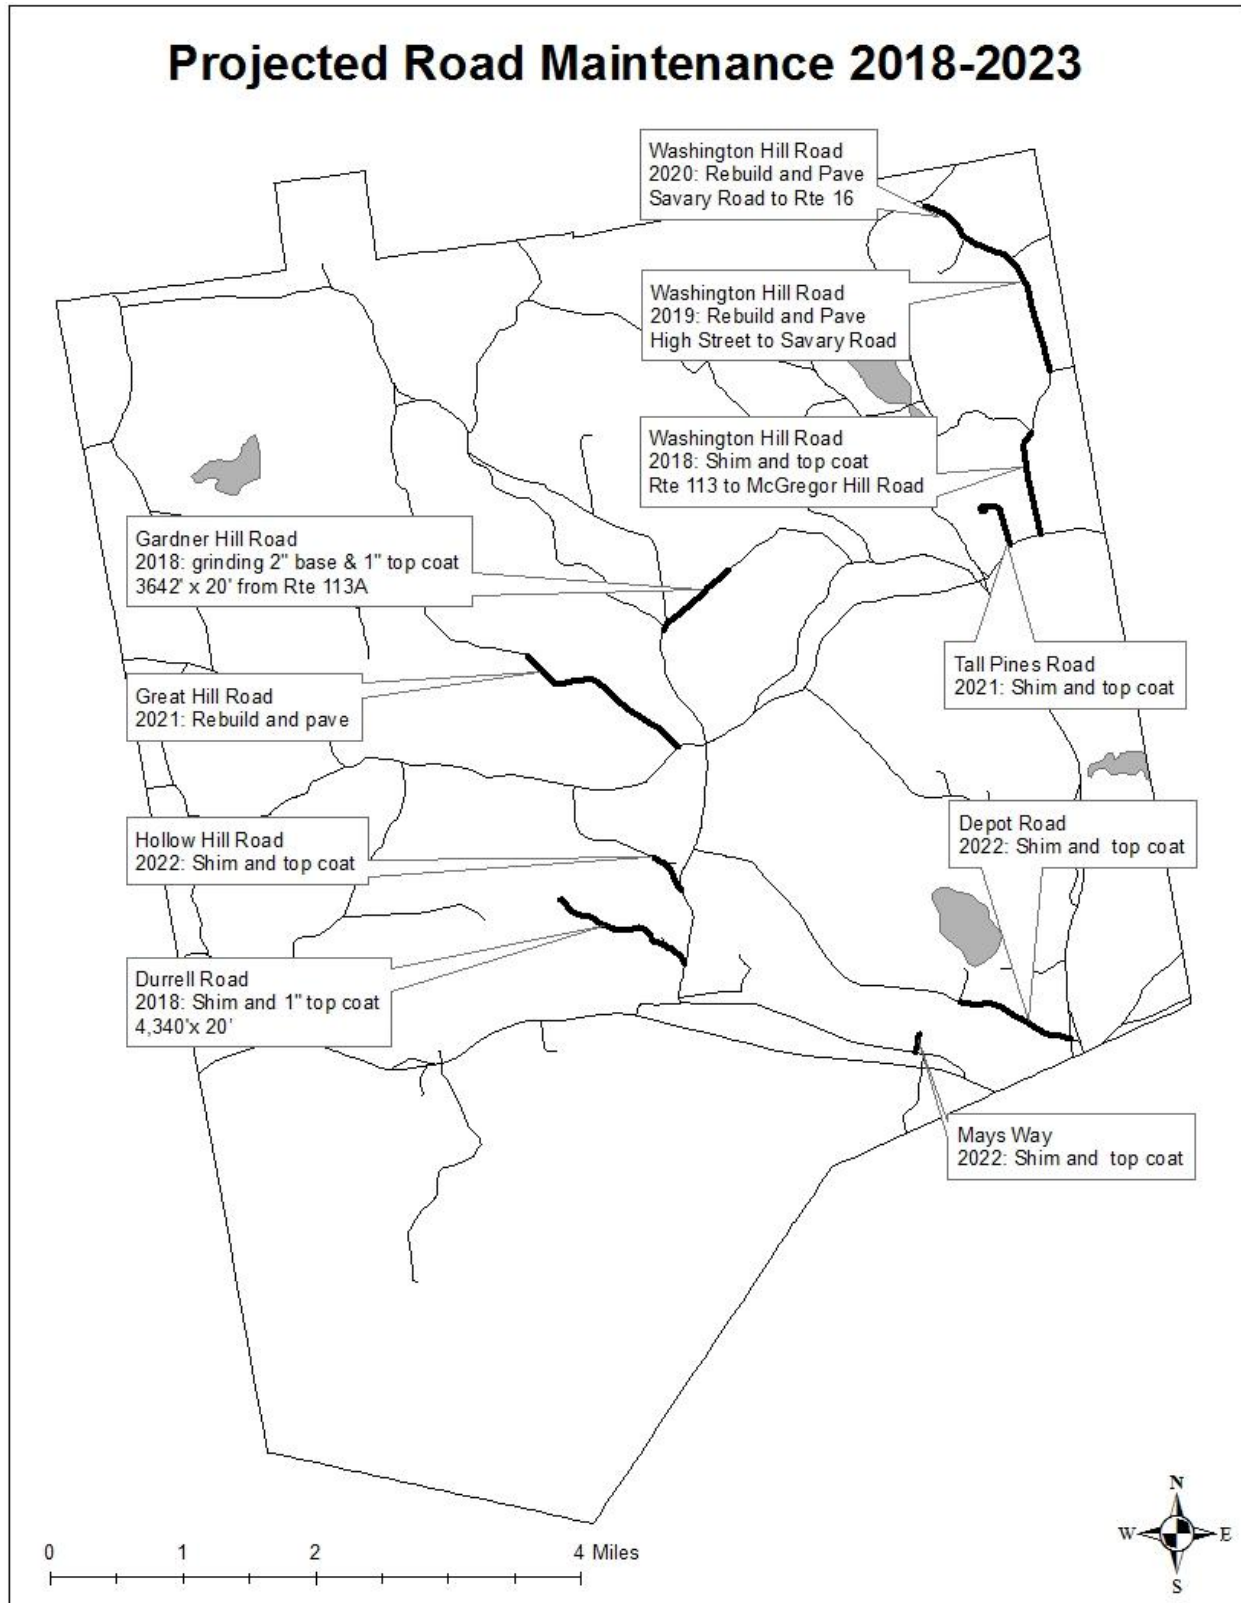 Projected Road Maintenance 2018-2023
Washington Hill Road
2020: Rebuild and Pave
Savary Road to Rte 16
Washington Hill Road
2019: Rebuild and Pave
High Street to Savary Road
Washington Hill Road
2018: Shim and top coat
Rte 113 to McGregor Hill Road
Gardner Hill Road
2018: grinding 2" base & 1" top coat
3642' x 20' from Rte 113A
Tall Pines Road
2021: Shim and top coat
Great Hill Road
2021: Rebuild and pave
Hollow Hill Road
2022: Shim and top coat
Depot Road
2022: Shim and top coat
Durrell Road
2018: Shim and 1" top coat
4,340'x 20'
Mays Way
2022: Shim and top coat
N
W E
S
0 1 2 4 Miles